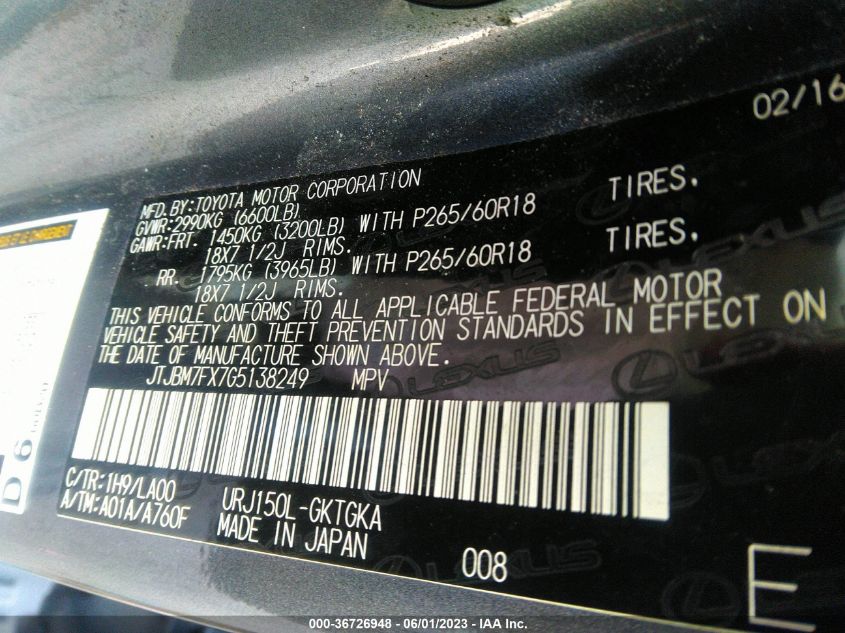 02/16
MFD.BY:TOYOTA MOTOR CORPORATION
GVWR:2990KG (6600LB)
GAWR:FRT. 1450KG (3200LB) WITH P265/60R18 TIRES.
18X7 1/2J RIMS.
RR. 1795KG (3965LB) WITH P265/60R18 TIRES.
18X7 1/2J RIMS.
THIS VEHICLE CONFORMS TO ALL APPLICABLE FEDERAL MOTOR
VEHICLE SAFETY AND THEFT PREVENTION STANDARDS IN EFFECT ON
THE DATE OF MANUFACTURE SHOWN ABOVE.
JTJBM7FX7G5138249 MPV
C/TR:1H9/LA00
A/TM:A01A/A760F
URJ150L-GKTGKA
MADE IN JAPAN
008
E
LEXUS
D6
000-36726948 - 06/01/2023 - IAA Inc.